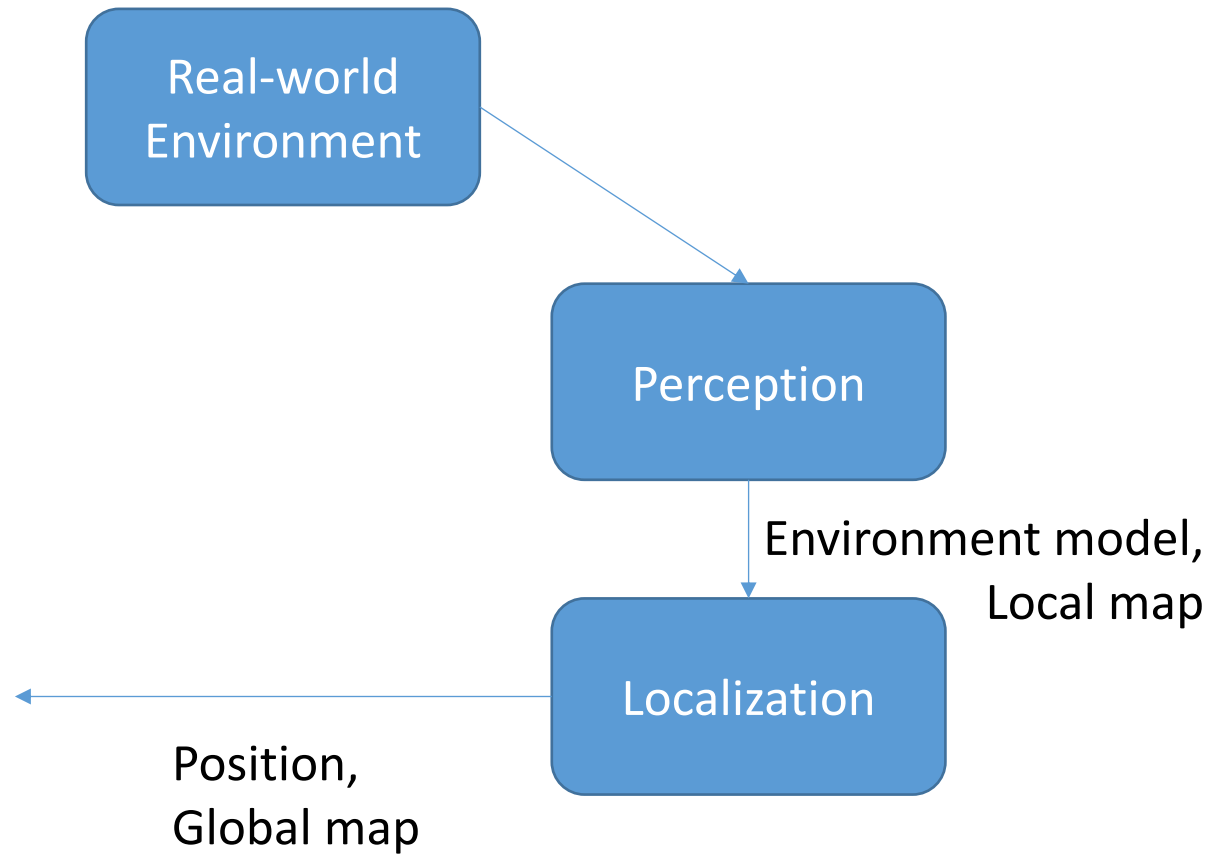 Real-world
Environment
Perception
Environment model,
Local map
Localization
Position,
Global map